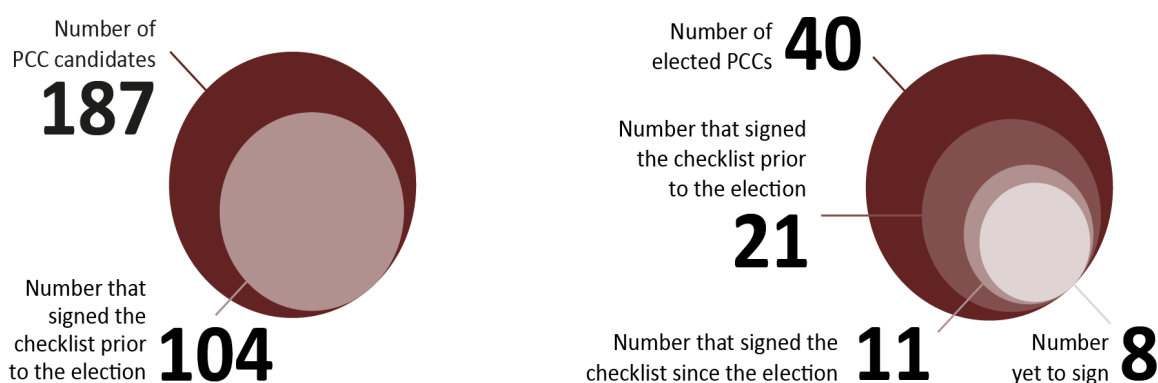 Number of
PCC candidates
187
Number that
signed the
checklist prior
to the election
104
Number of
elected PCCs
40
Number that signed
the checklist prior
to the election
21
Number that signed the
checklist since the election
11
Number
yet to sign
8